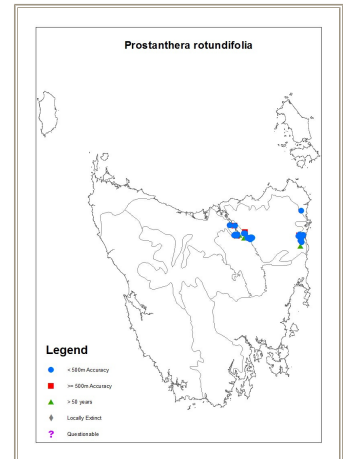 Prostanthera rotundifolia
Legend
< 500m Accuracy
>= 500m Accuracy
> 50 years
Locally Extinct
? Questionable